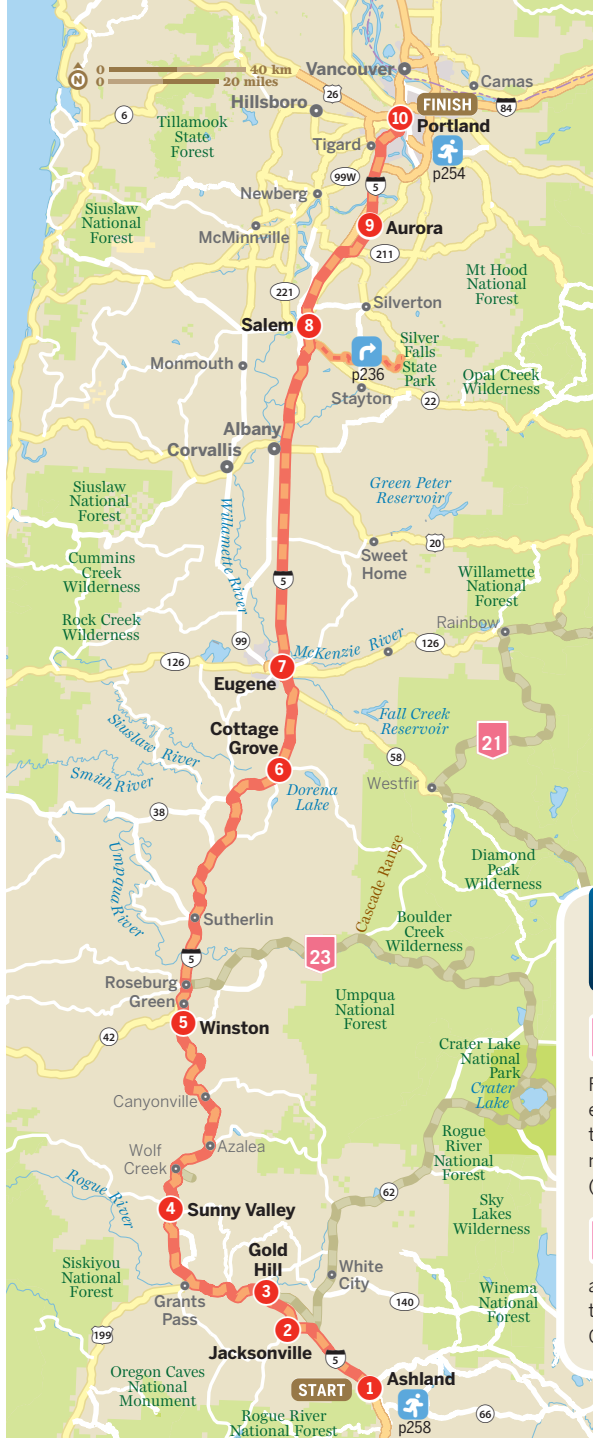 0 40 km
0 20 miles
N
Vancouver
Camas
26
Hillsboro
FINISH
84
6
10
Portland
Tillamook
State
Forest
Tigard
p254
99W
5
Newberg
Siuslaw
National
Forest
9 Aurora
McMinnville
211
Mt Hood
National
Forest
221
Silverton
Salem 8
Silver
Falls
State
Park
Monmouth
p236
Opal Creek
Wilderness
Stayton
22
Albany
Corvallis
Siuslaw
National
Forest
Green Peter
Reservoir
Willamette River
20
Sweet
Home
Cummins
Creek
Wilderness
5
Willamette
National
Forest
Rock Creek
Wilderness
Rainbow
99
McKenzie River
126
126
7
Eugene
Siuslaw River
Fall Creek
Reservoir
Cottage
Grove
21
58
6
Smith River
Westfir
Dorena
Lake
38
Umpqua River
Cascade Range
Diamond
Peak
Wilderness
Sutherlin
Boulder
Creek
Wilderness
5
23
Roseburg
Green
Umpqua
National
Forest
5 Winston
42
Crater Lake
National
Park
Crater
Lake
Canyonville
Rogue
River
National
Forest
Wolf
Creek
Azalea
Rogue River
62
4 Sunny Valley
Sky
Lakes
Wilderness
Gold
Hill
Siskiyou
National
Forest
White
City
3
Grants
Pass
140
Winema
National
Forest
199
2
Jacksonville
5
Oregon Caves
National
Monument
START
1
Ashland
p258
Rogue River
National Forest
66